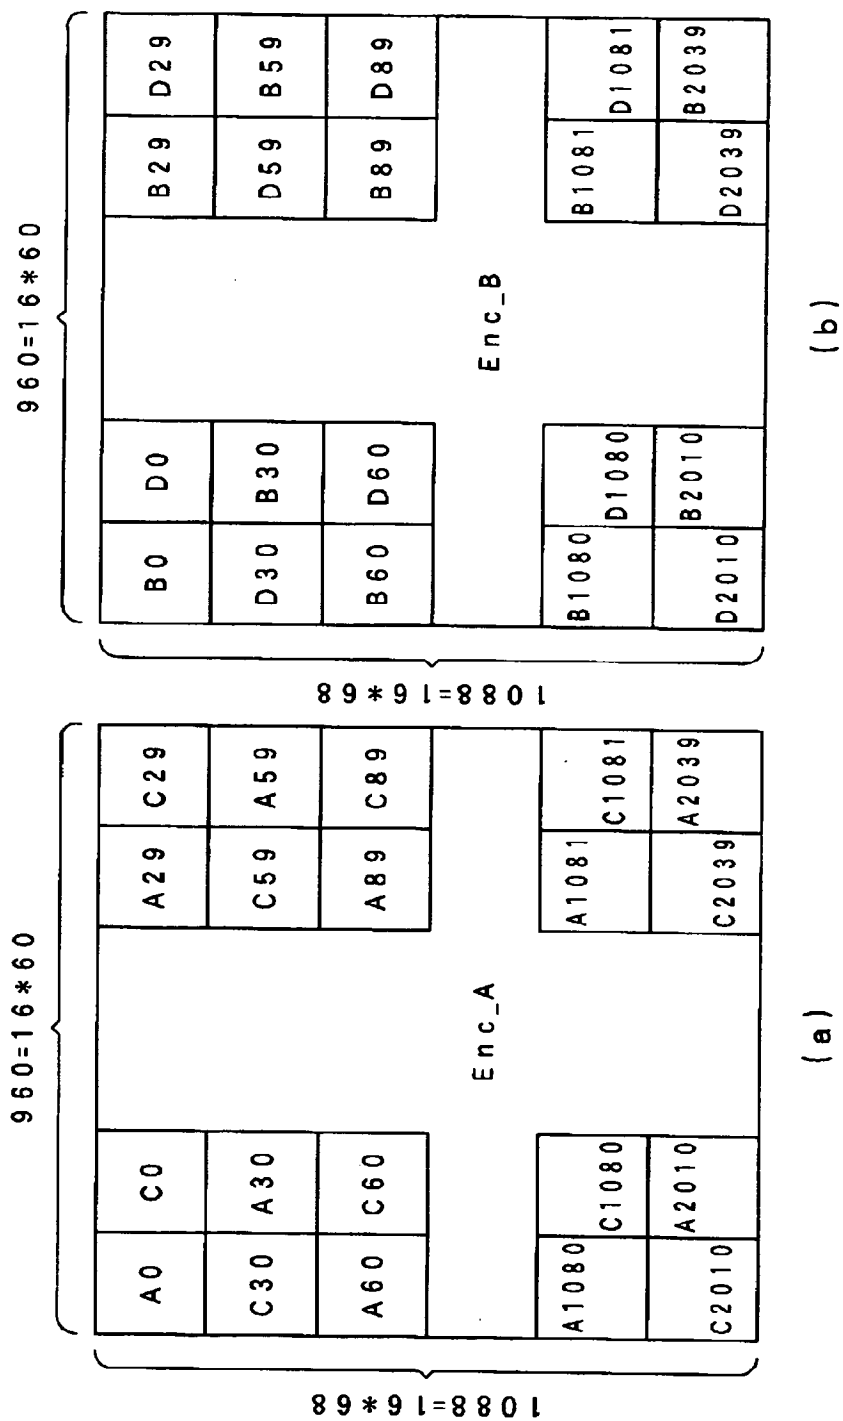 960=16*60
1088=16*68
A0 C0 A29 C29
C30 A30 C59 A59
A60 C60 A89 C89
Enc_A
A1080 C1080 A1081 C1081
C2010 A2010 C2039 A2039
(a)
960=16*60
1088=16*68
B0 D0 B29 D29
D30 B30 D59 B59
B60 D60 B89 D89
Enc_B
B1080 D1080 B1081 D1081
D2010 B2010 D2039 B2039
(b)